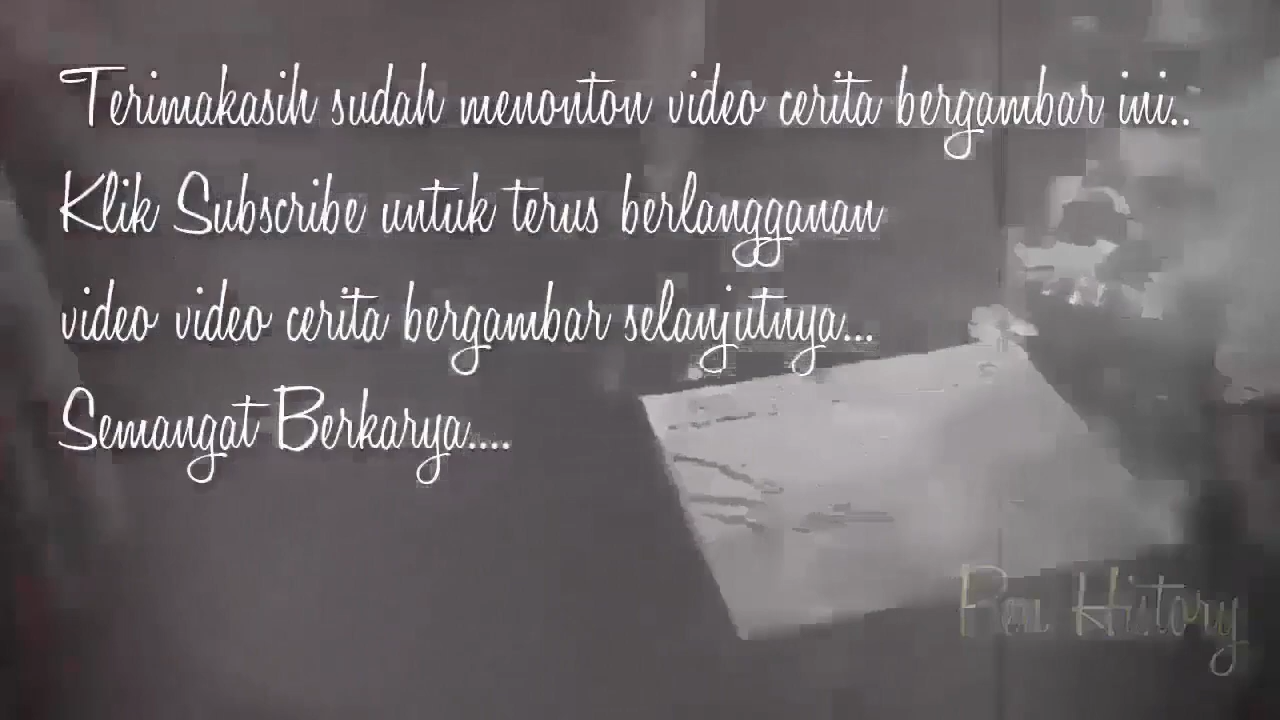 Terimakasih sudah menonton video cerita bergambar ini..
Klik Subscribe untuk terus berlangganan
video video cerita bergambar selanjutnya...
Semangat Berkarya....
History